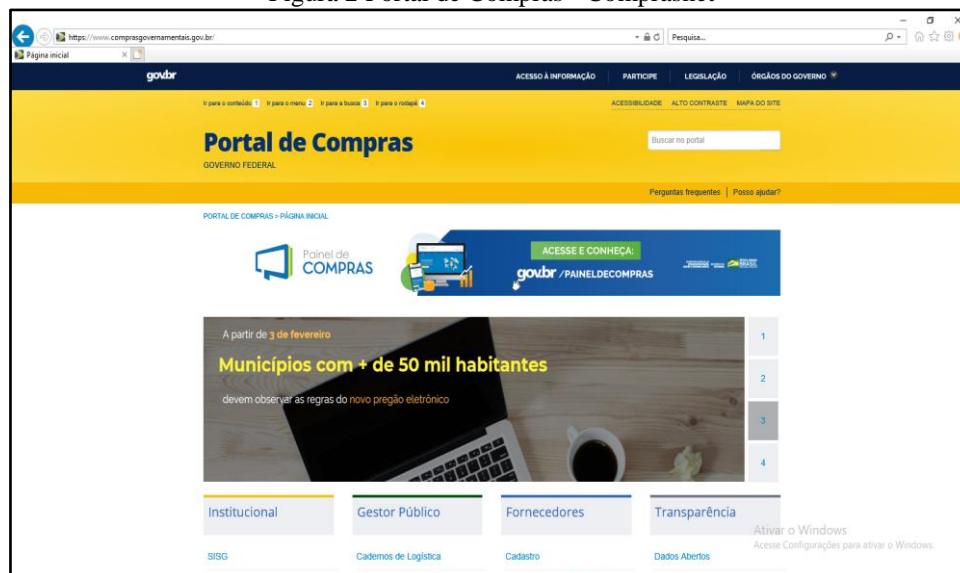 Figura 2 Portal de Compras - Comprasnet
https://www.comprasgovernamentais.gov.br/
Pesquisa...
Página inicial
govbr
ACESSO À INFORMAÇÃO PARTICIPE LEGISLAÇÃO ÓRGÃOS DO GOVERNO
Ir para o conteúdo 1 Ir para o menu 2 Ir para a busca 3 Ir para o rodapé 4
ACESSIBILIDADE ALTO CONTRASTE MAPA DO SITE
Portal de Compras
Buscar no portal
GOVERNO FEDERAL
Perguntas frequentes | Posso ajudar?
PORTAL DE COMPRAS > PÁGINA INICIAL
Painel de
COMPRAS
ACESSE E CONHEÇA:
govbr /PAINELDECOMPRAS
BRASIL
A partir de 3 de fevereiro
1
Municípios com + de 50 mil habitantes
2
devem observar as regras do novo pregão eletrônico
3
4
Institucional Gestor Público Fornecedores Transparência
Ativar o Windows
Acesse Configurações para ativar o Windows.
SISG Cadernos de Logística Cadastro Dados Abertos